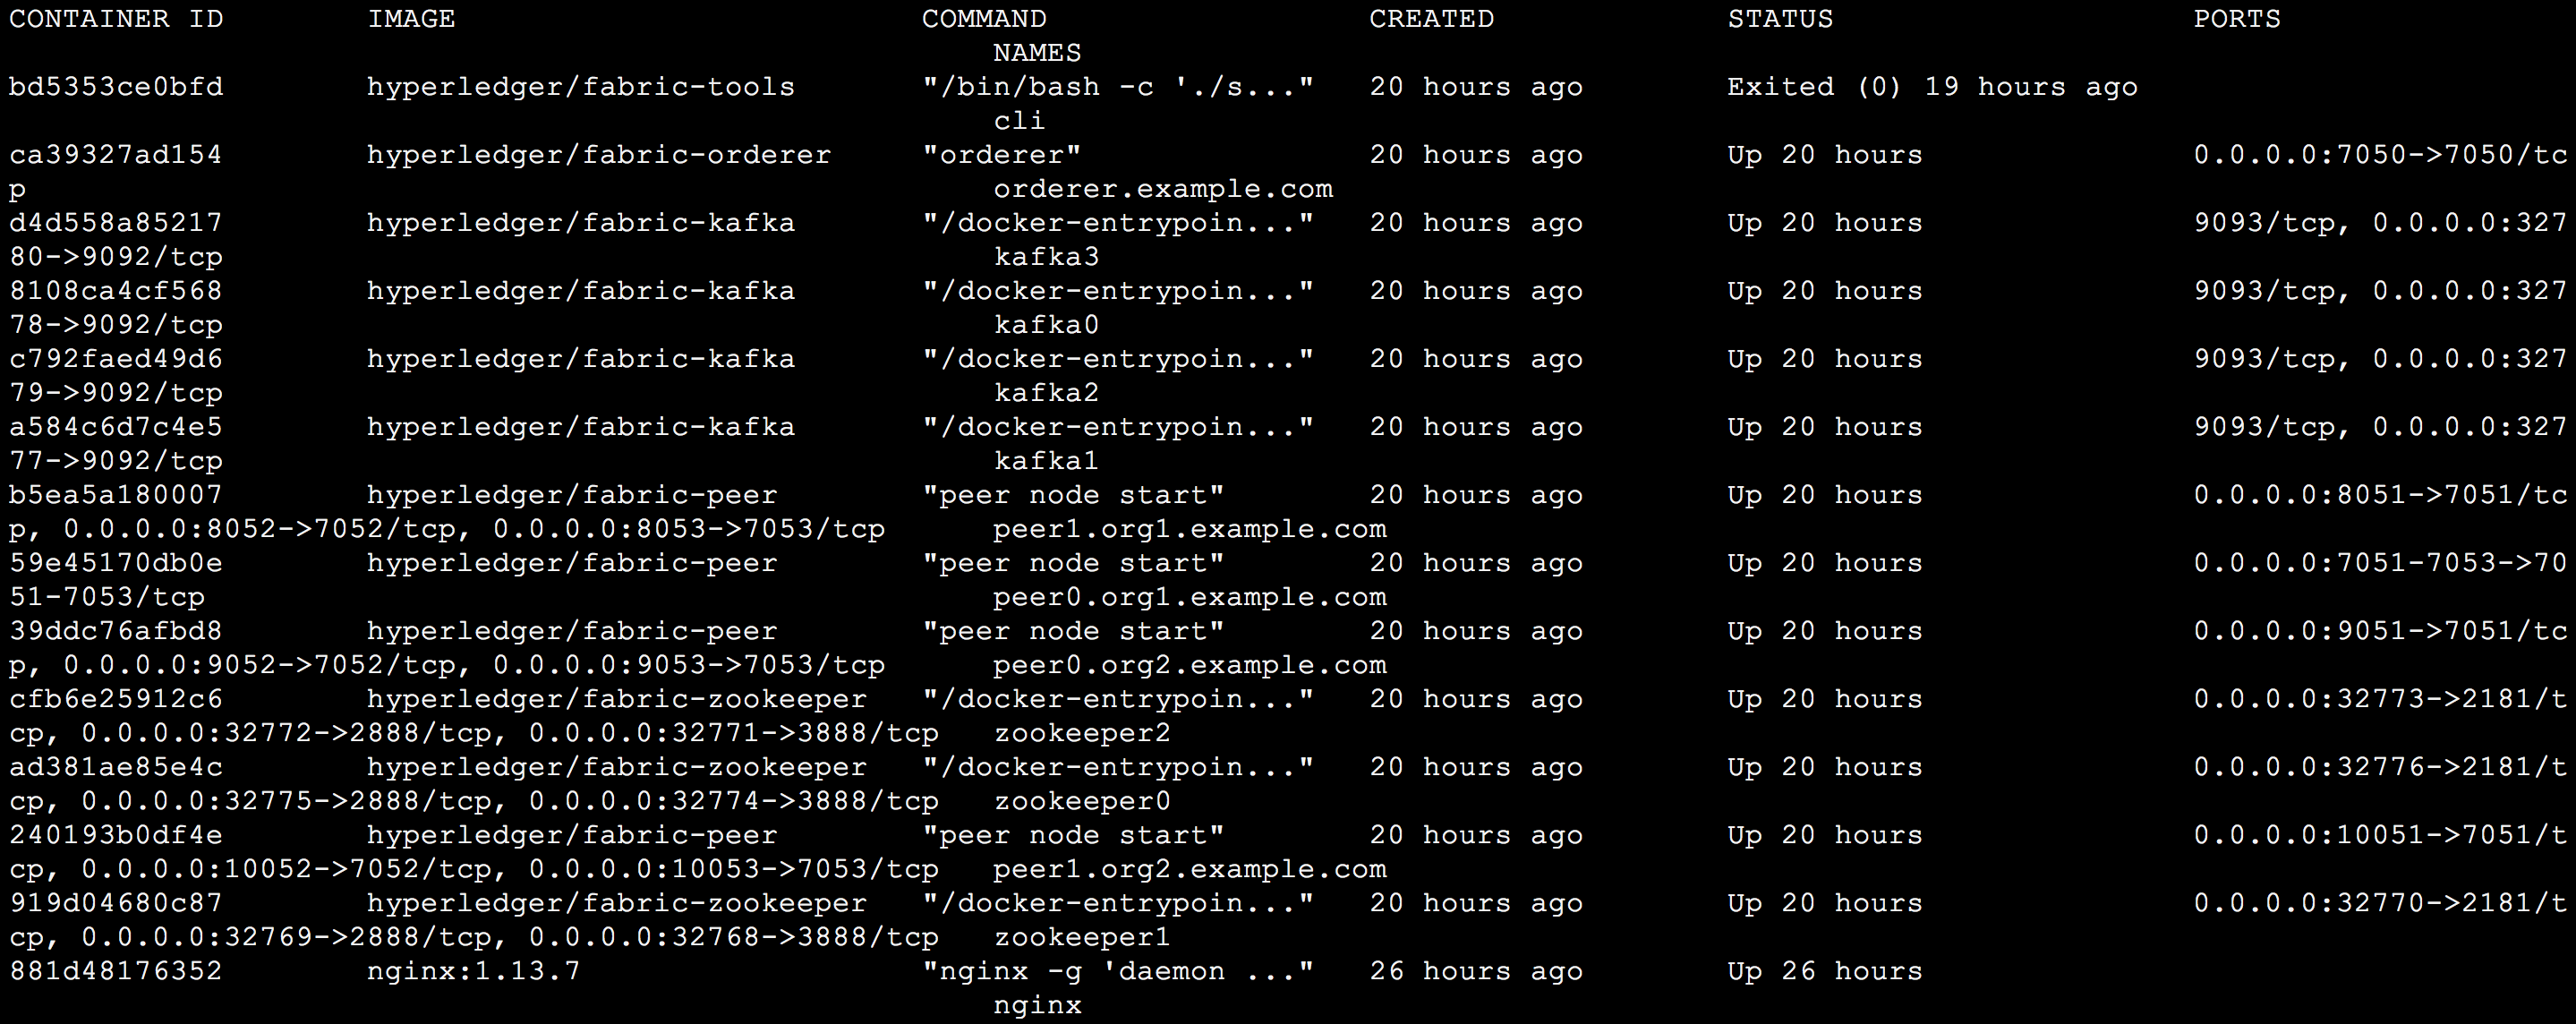 CONTAINER ID        IMAGE                          COMMAND                  CREATED             STATUS                    PORTS
                                                       NAMES
bd5353ce0bfd        hyperledger/fabric-tools       "/bin/bash -c './s..."   20 hours ago        Exited (0) 19 hours ago
                                                       cli
ca39327ad154        hyperledger/fabric-orderer     "orderer"                20 hours ago        Up 20 hours               0.0.0.0:7050->7050/tc
p                                                      orderer.example.com
d4d558a85217        hyperledger/fabric-kafka       "/docker-entrypoin..."   20 hours ago        Up 20 hours               9093/tcp, 0.0.0.0:327
80->9092/tcp                                           kafka3
8108ca4cf568        hyperledger/fabric-kafka       "/docker-entrypoin..."   20 hours ago        Up 20 hours               9093/tcp, 0.0.0.0:327
78->9092/tcp                                           kafka0
c792faed49d6        hyperledger/fabric-kafka       "/docker-entrypoin..."   20 hours ago        Up 20 hours               9093/tcp, 0.0.0.0:327
79->9092/tcp                                           kafka2
a584c6d7c4e5        hyperledger/fabric-kafka       "/docker-entrypoin..."   20 hours ago        Up 20 hours               9093/tcp, 0.0.0.0:327
77->9092/tcp                                           kafka1
b5ea5a180007        hyperledger/fabric-peer        "peer node start"        20 hours ago        Up 20 hours               0.0.0.0:8051->7051/tc
p, 0.0.0.0:8052->7052/tcp, 0.0.0.0:8053->7053/tcp      peer1.org1.example.com
59e45170db0e        hyperledger/fabric-peer        "peer node start"        20 hours ago        Up 20 hours               0.0.0.0:7051-7053->70
51-7053/tcp                                            peer0.org1.example.com
39ddc76afbd8        hyperledger/fabric-peer        "peer node start"        20 hours ago        Up 20 hours               0.0.0.0:9051->7051/tc
p, 0.0.0.0:9052->7052/tcp, 0.0.0.0:9053->7053/tcp      peer0.org2.example.com
cfb6e25912c6        hyperledger/fabric-zookeeper   "/docker-entrypoin..."   20 hours ago        Up 20 hours               0.0.0.0:32773->2181/t
cp, 0.0.0.0:32772->2888/tcp, 0.0.0.0:32771->3888/tcp   zookeeper2
ad381ae85e4c        hyperledger/fabric-zookeeper   "/docker-entrypoin..."   20 hours ago        Up 20 hours               0.0.0.0:32776->2181/t
cp, 0.0.0.0:32775->2888/tcp, 0.0.0.0:32774->3888/tcp   zookeeper0
240193b0df4e        hyperledger/fabric-peer        "peer node start"        20 hours ago        Up 20 hours               0.0.0.0:10051->7051/t
cp, 0.0.0.0:10052->7052/tcp, 0.0.0.0:10053->7053/tcp   peer1.org2.example.com
919d04680c87        hyperledger/fabric-zookeeper   "/docker-entrypoin..."   20 hours ago        Up 20 hours               0.0.0.0:32770->2181/t
cp, 0.0.0.0:32769->2888/tcp, 0.0.0.0:32768->3888/tcp   zookeeper1
881d48176352        nginx:1.13.7                   "nginx -g 'daemon ..."   26 hours ago        Up 26 hours
                                                       nginx